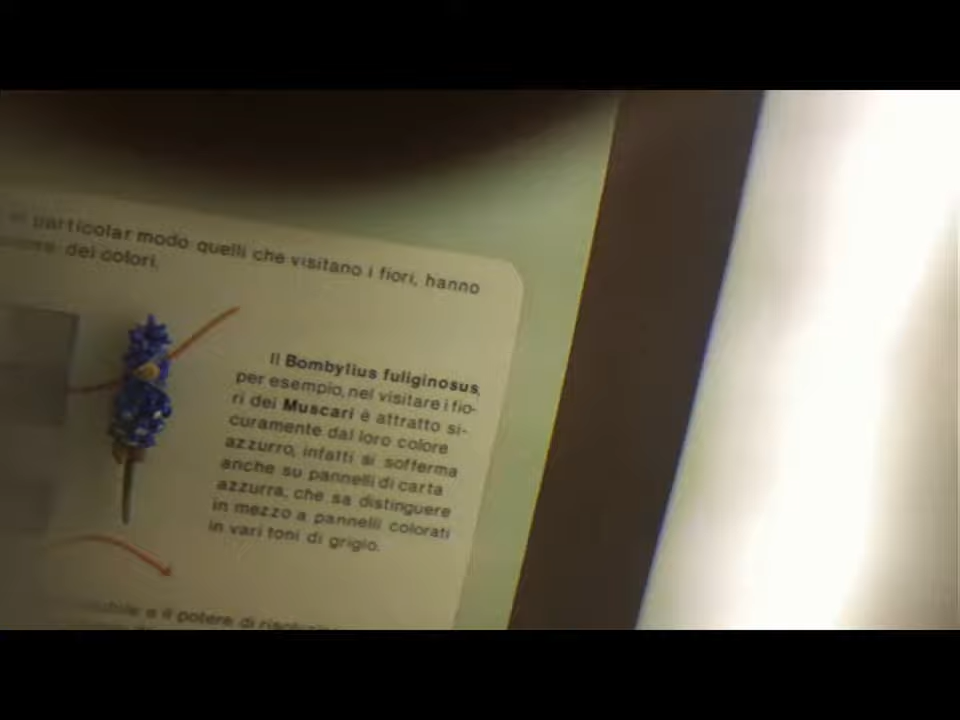 particolar modo quelli che visitano i fiori, hanno
dei colori.
Il Bombylius fuliginosus,
per esempio, nel visitare i fio-
ri dei Muscari è attratto si-
curamente dal loro colore
azzurro, infatti si sofferma
anche su pannelli di carta
azzurra, che sa distinguere
in mezzo a pannelli colorati
in vari toni di grigio.
e il potere di